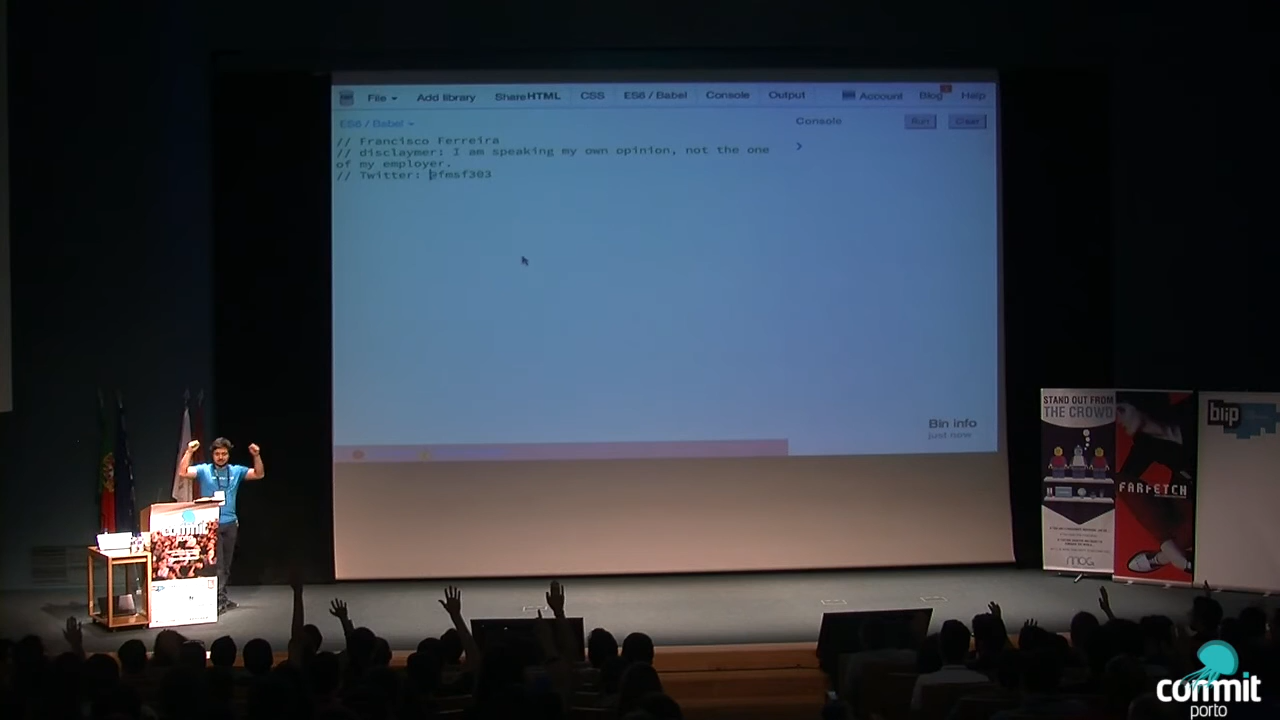 File Add library Share HTML CSS ES6 / Babel Console Output Account Blog Help
ES6 / Babel
Console
Run
Clear
// Francisco Ferreira
// disclaymer: I am speaking my own opinion, not the one
of my employer.
// Twitter: @fmsf303
>
Bin info
just now
STAND OUT FROM
THE CROWD
MOG
FARFETCH
blip
commit
commit
porto